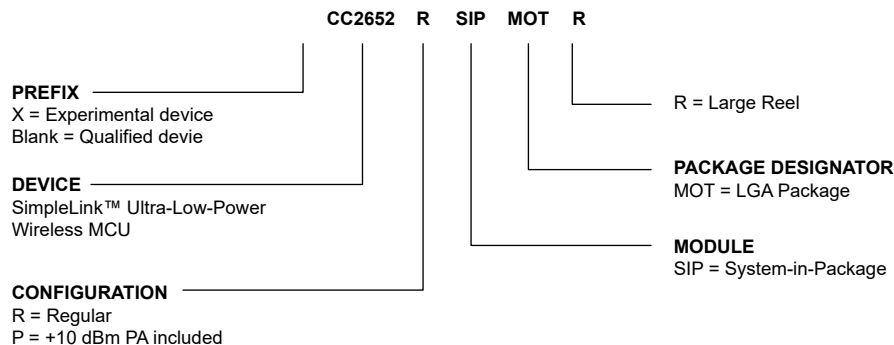 CC2652 R SIP MOT R
PREFIX
X = Experimental device
Blank = Qualified devie
DEVICE
SimpleLink™ Ultra-Low-Power
Wireless MCU
CONFIGURATION
R = Regular
P = +10 dBm PA included
R = Large Reel
PACKAGE DESIGNATOR
MOT = LGA Package
MODULE
SIP = System-in-Package